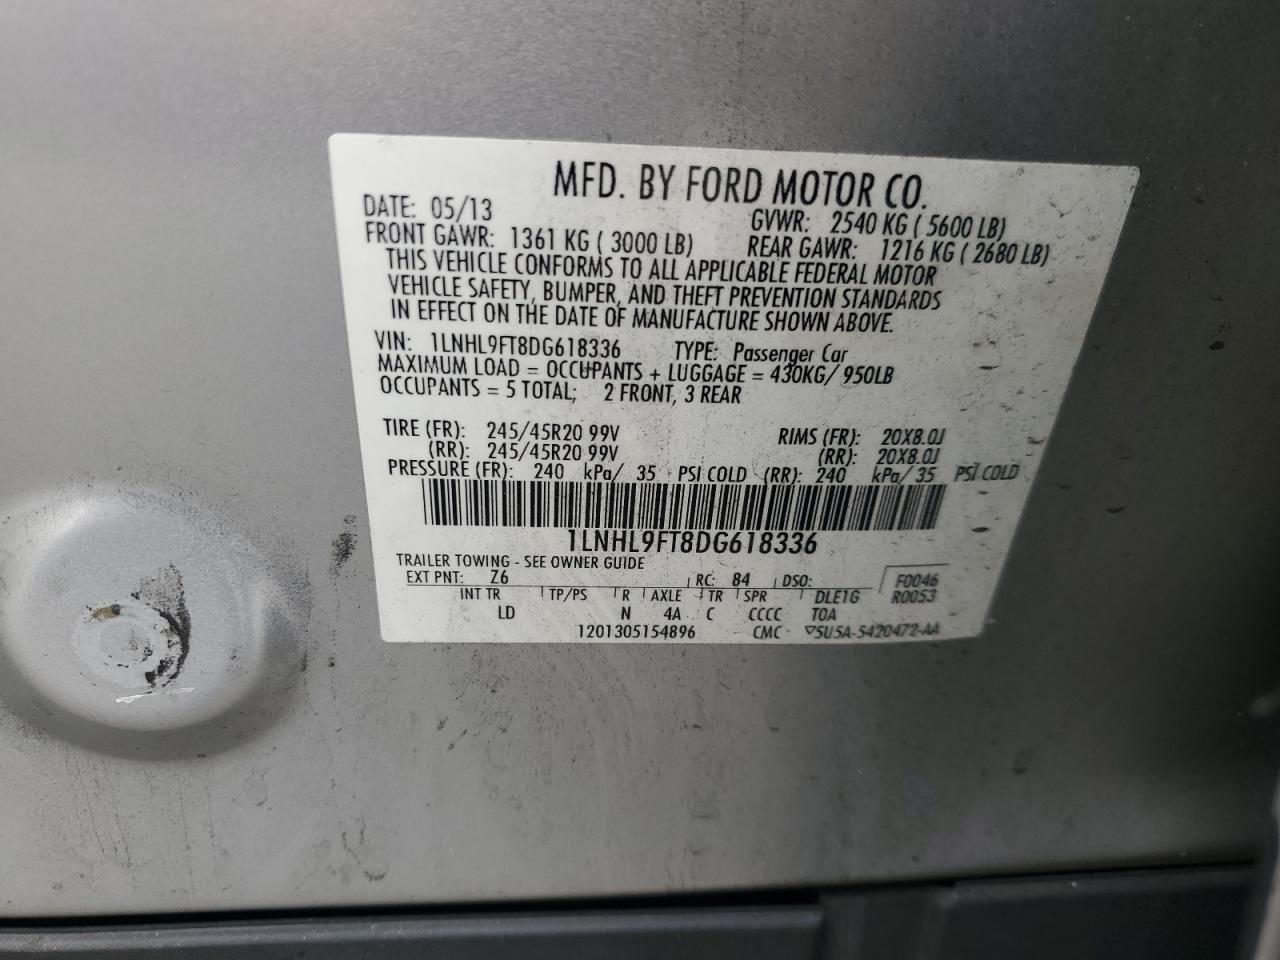 MFD. BY FORD MOTOR CO.
DATE: 05/13 GVWR: 2540 KG ( 5600 LB)
FRONT GAWR: 1361 KG ( 3000 LB) REAR GAWR: 1216 KG ( 2680 LB)
THIS VEHICLE CONFORMS TO ALL APPLICABLE FEDERAL MOTOR
VEHICLE SAFETY, BUMPER, AND THEFT PREVENTION STANDARDS
IN EFFECT ON THE DATE OF MANUFACTURE SHOWN ABOVE.
VIN: 1LNHL9FT8DG618336 TYPE: Passenger Car
MAXIMUM LOAD = OCCUPANTS + LUGGAGE = 430KG/ 950LB
OCCUPANTS = 5 TOTAL; 2 FRONT, 3 REAR
TIRE (FR): 245/45R20 99V RIMS (FR): 20X8.0J
(RR): 245/45R20 99V (RR): 20X8.0J
PRESSURE (FR): 240 kPa/ 35 PSI COLD (RR): 240 kPa/ 35 PSI COLD
1LNHL9FT8DG618336
TRAILER TOWING - SEE OWNER GUIDE
EXT PNT: Z6 RC: 84 DSO: F0046
INT TR TP/PS R AXLE TR SPR DLE1G R0053
LD N 4A C CCCC TOA
1201305154896 CMC ▽5U5A-5420472-AA